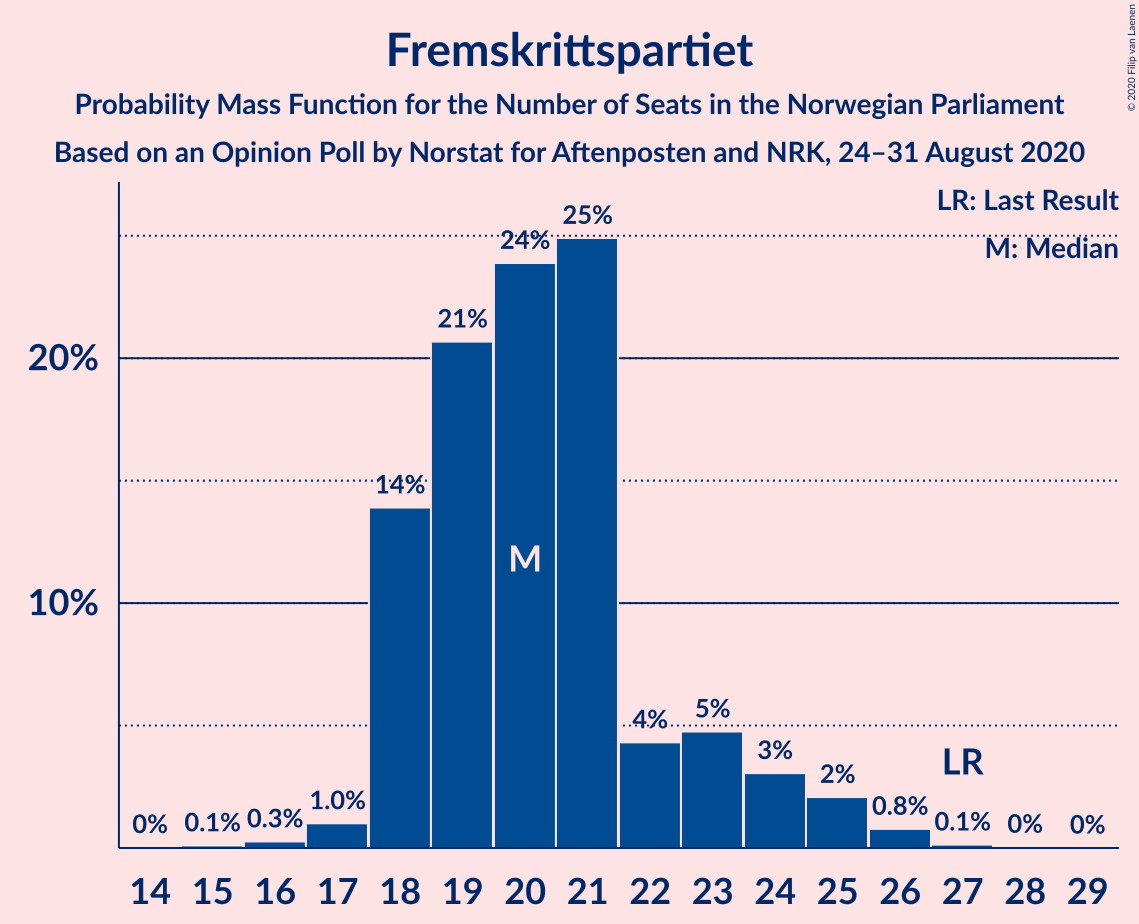 Fremskrittspartiet
Probability Mass Function for the Number of Seats in the Norwegian Parliament
Based on an Opinion Poll by Norstat for Aftenposten and NRK, 24–31 August 2020
© 2020 Filip van Laenen
LR: Last Result
M: Median
20%
10%
0%
0.1%
0.3%
1.0%
14%
21%
24%
25%
4%
5%
3%
2%
0.8%
0.1%
0%
0%
M
LR
14 15 16 17 18 19 20 21 22 23 24 25 26 27 28 29